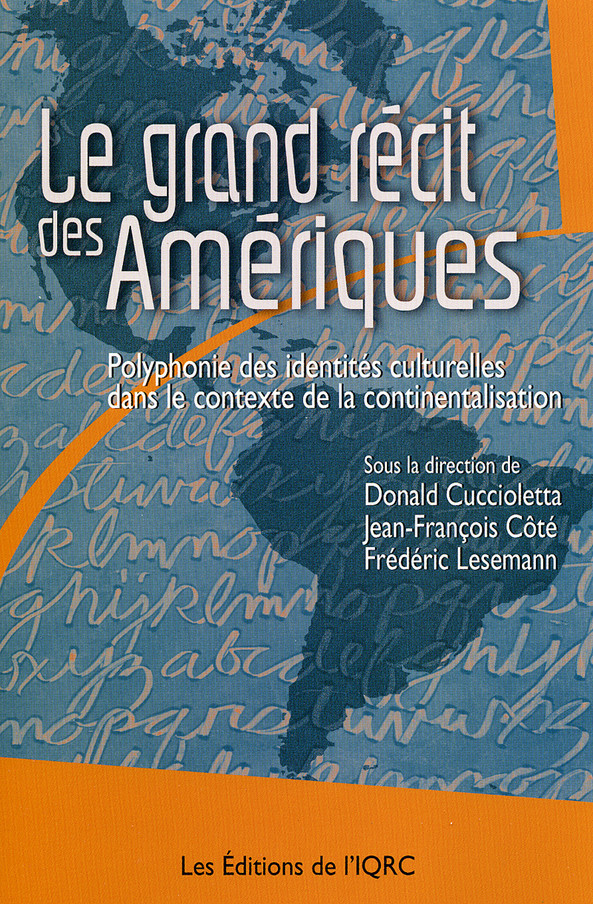 Le grand récit
des Amériques
Polyphonie des identités culturelles
dans le contexte de la continentalisation
Sous la direction de
Donald Cuccioletta
Jean-François Côté
Frédéric Lesemann
Les Éditions de l'IQRC